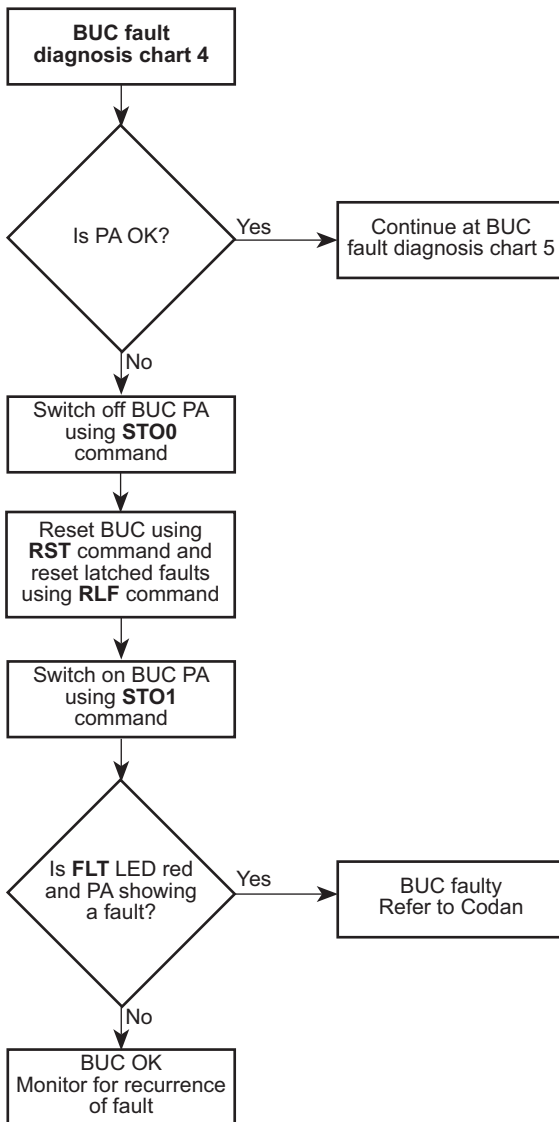 BUC fault
diagnosis chart 4
Is PA OK?
Yes
Continue at BUC
fault diagnosis chart 5
No
Switch off BUC PA
using STO0
command
Reset BUC using
RST command and
reset latched faults
using RLF command
Switch on BUC PA
using STO1
command
Is FLT LED red
and PA showing
a fault?
Yes
BUC faulty
Refer to Codan
No
BUC OK
Monitor for recurrence
of fault